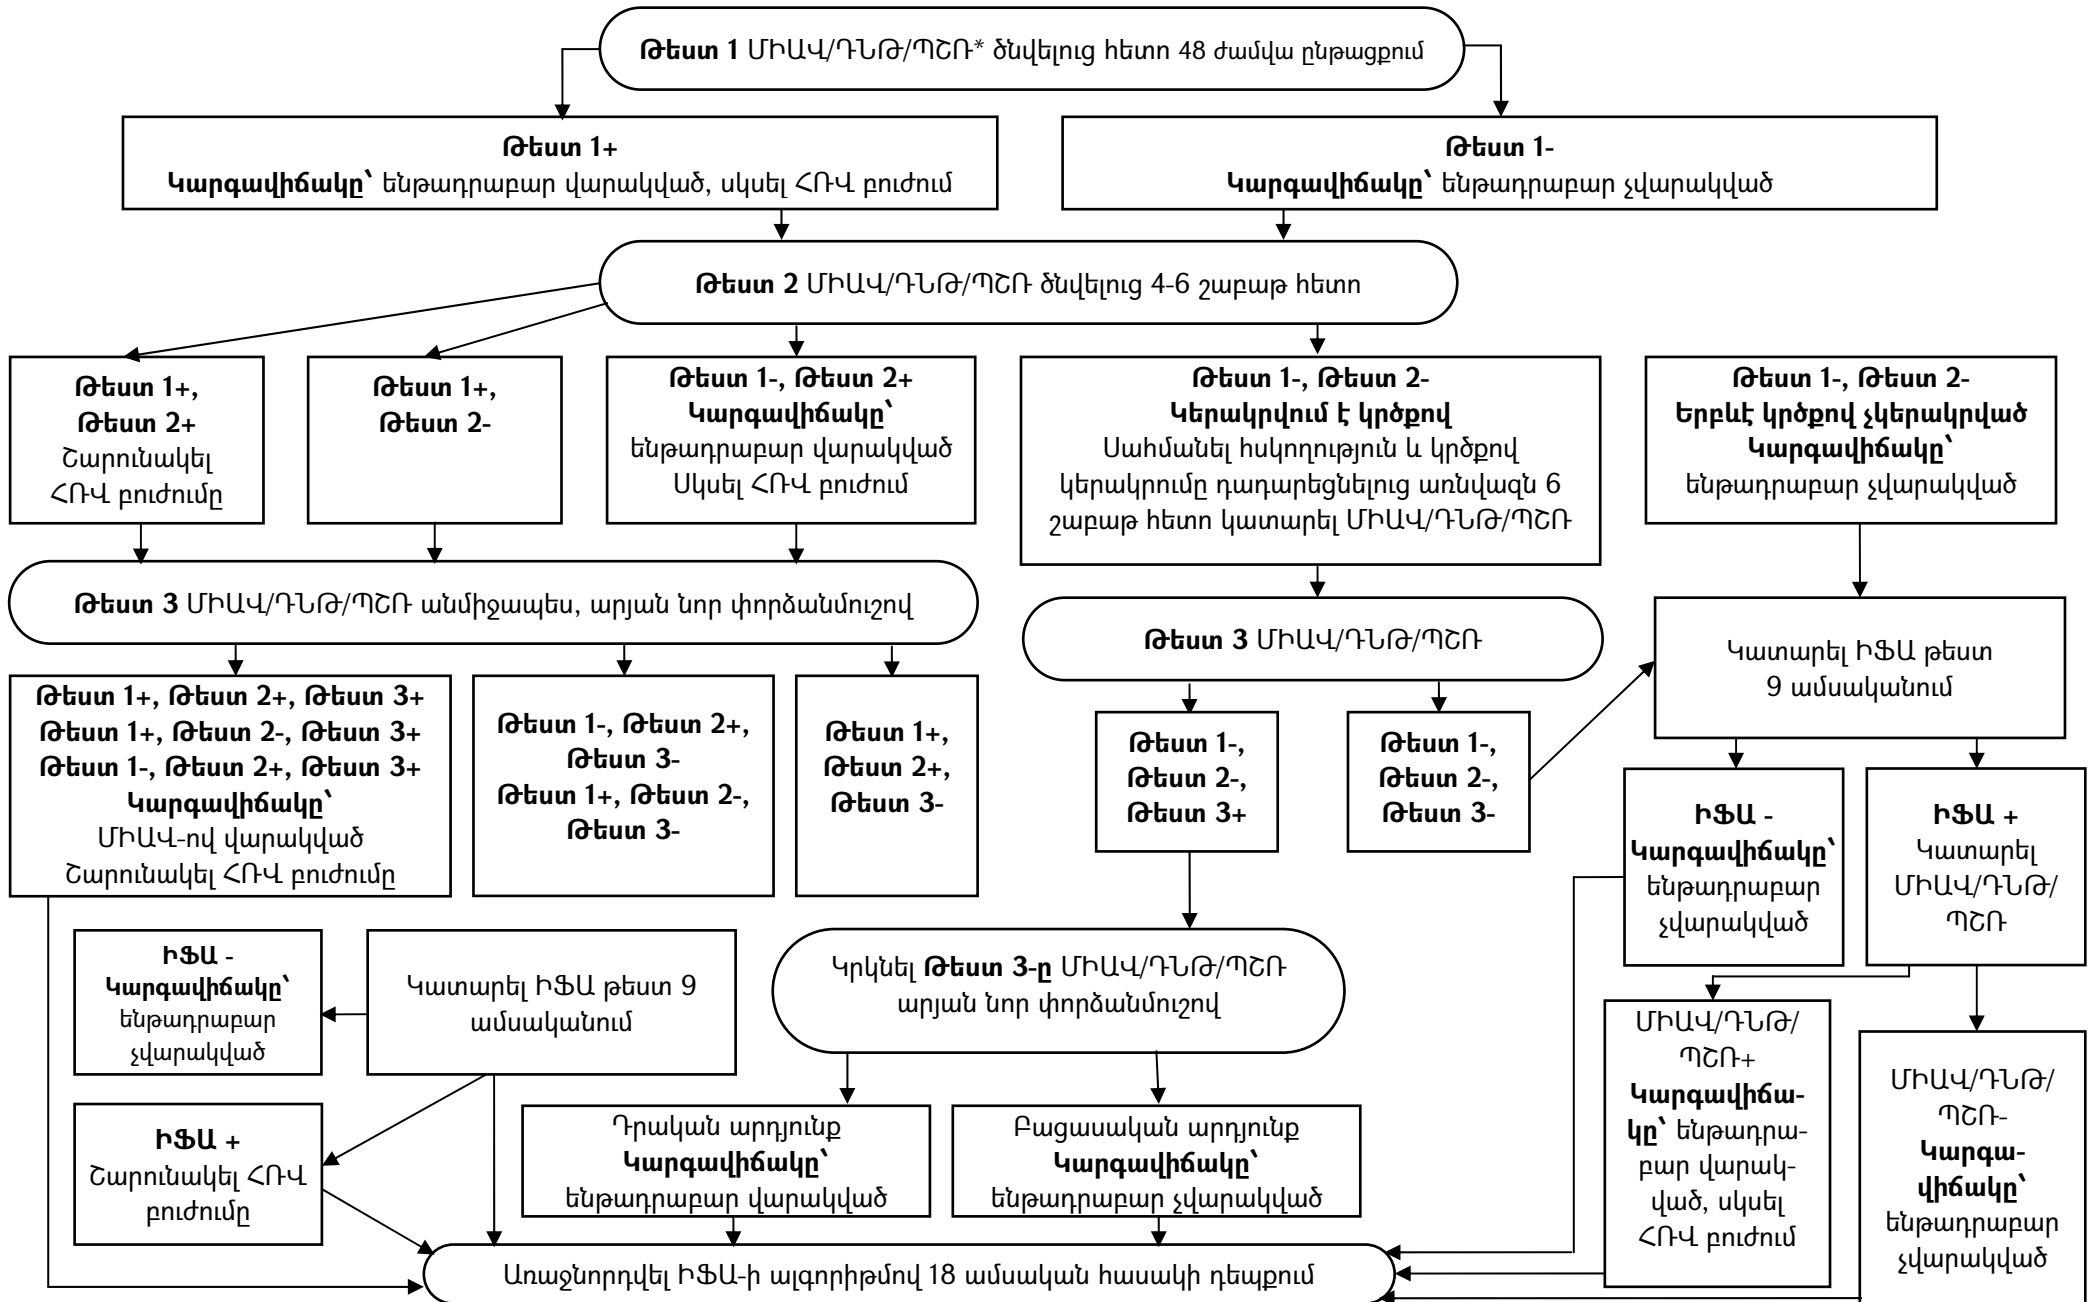 Թեստ 1 ՄԻԱՎ/ԴՆԹ/ՊՇՌ* ծնվելուց հետո 48 ժամվա ընթացքում
Թեստ 1+
Կարգավիճակը՝ ենթադրաբար վարակված, սկսել ՀՌՎ բուժում
Թեստ 1-
Կարգավիճակը՝ ենթադրաբար չվարակված
Թեստ 2 ՄԻԱՎ/ԴՆԹ/ՊՇՌ ծնվելուց 4-6 շաբաթ հետո
Թեստ 1+,
Թեստ 2+
Շարունակել
ՀՌՎ բուժումը
Թեստ 1+,
Թեստ 2-
Թեստ 1-, Թեստ 2+
Կարգավիճակը՝
ենթադրաբար վարակված
Սկսել ՀՌՎ բուժում
Թեստ 1-, Թեստ 2-
Կերակրվում է կրծքով
Սահմանել հսկողություն և կրծքով
կերակրումը դադարեցնելուց առնվազն 6
շաբաթ հետո կատարել ՄԻԱՎ/ԴՆԹ/ՊՇՌ
Թեստ 1-, Թեստ 2-
Երբևէ կրծքով չկերակրված
Կարգավիճակը՝
ենթադրաբար չվարակված
Թեստ 3 ՄԻԱՎ/ԴՆԹ/ՊՇՌ անմիջապես, արյան նոր փորձանմուշով
Թեստ 3 ՄԻԱՎ/ԴՆԹ/ՊՇՌ
Կատարել ԻՖԱ թեստ
9 ամսականում
Թեստ 1+, Թեստ 2+, Թեստ 3+
Թեստ 1+, Թեստ 2-, Թեստ 3+
Թեստ 1-, Թեստ 2+, Թեստ 3+
Կարգավիճակը՝
ՄԻԱՎ-ով վարակված
Շարունակել ՀՌՎ բուժումը
Թեստ 1-, Թեստ 2+,
Թեստ 3-
Թեստ 1+, Թեստ 2-,
Թեստ 3-
Թեստ 1+,
Թեստ 2+,
Թեստ 3-
Թեստ 1-,
Թեստ 2-,
Թեստ 3+
Թեստ 1-,
Թեստ 2-,
Թեստ 3-
ԻՖԱ -
Կարգավիճակը՝
ենթադրաբար
չվարակված
ԻՖԱ +
Կատարել
ՄԻԱՎ/ԴՆԹ/
ՊՇՌ
ԻՖԱ -
Կարգավիճակը՝
ենթադրաբար
չվարակված
Կատարել ԻՖԱ թեստ 9
ամսականում
Կրկնել Թեստ 3-ը ՄԻԱՎ/ԴՆԹ/ՊՇՌ
արյան նոր փորձանմուշով
ՄԻԱՎ/ԴՆԹ/
ՊՇՌ+
Կարգավիճա-
կը՝ ենթադրա-
բար վարակ-
ված, սկսել
ՀՌՎ բուժում
ՄԻԱՎ/ԴՆԹ/
ՊՇՌ-
Կարգա-
վիճակը՝
ենթադրաբար
չվարակված
ԻՖԱ +
Շարունակել ՀՌՎ
բուժումը
Դրական արդյունք
Կարգավիճակը՝
ենթադրաբար վարակված
Բացասական արդյունք
Կարգավիճակը՝
ենթադրաբար չվարակված
Առաջնորդվել ԻՖԱ-ի ալգորիթմով 18 ամսական հասակի դեպքում